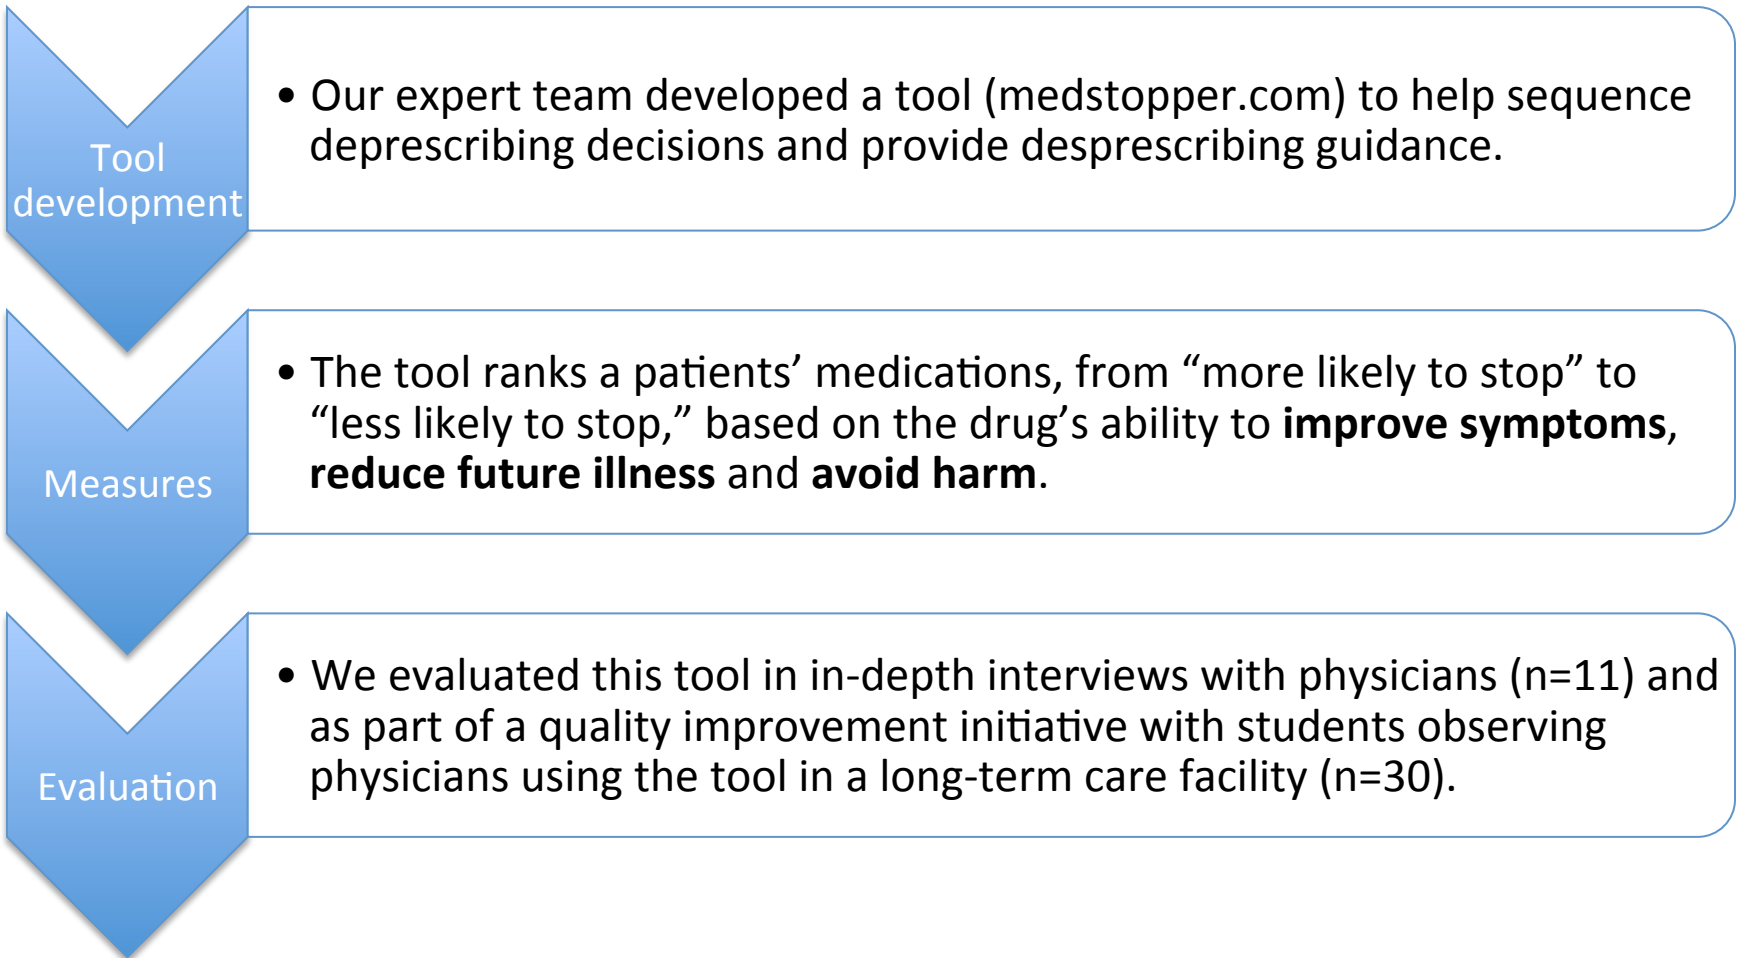 Tool
development
• Our expert team developed a tool (medstopper.com) to help sequence
deprescribing decisions and provide desprescribing guidance.
Measures
• The tool ranks a patients’ medications, from “more likely to stop” to
“less likely to stop,” based on the drug’s ability to improve symptoms,
reduce future illness and avoid harm.
Evaluation
• We evaluated this tool in in-depth interviews with physicians (n=11) and
as part of a quality improvement initiative with students observing
physicians using the tool in a long-term care facility (n=30).